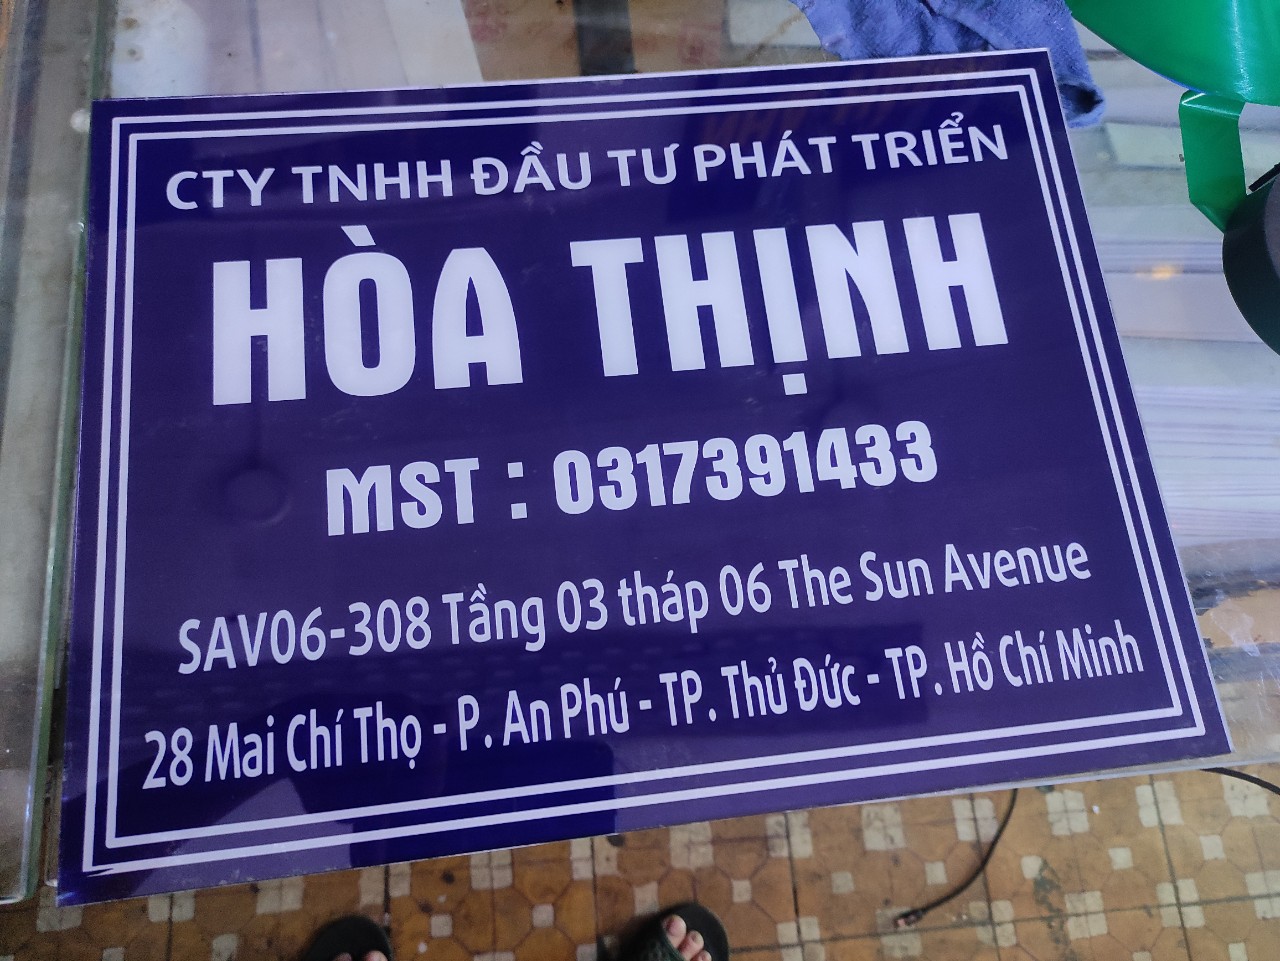 CTY TNHH ĐẦU TƯ PHÁT TRIỂN
HÒA THỊNH
MST : 0317391433
SAV06-308 Tầng 03 tháp 06 The Sun Avenue
28 Mai Chí Thọ - P. An Phú - TP. Thủ Đức - TP. Hồ Chí Minh